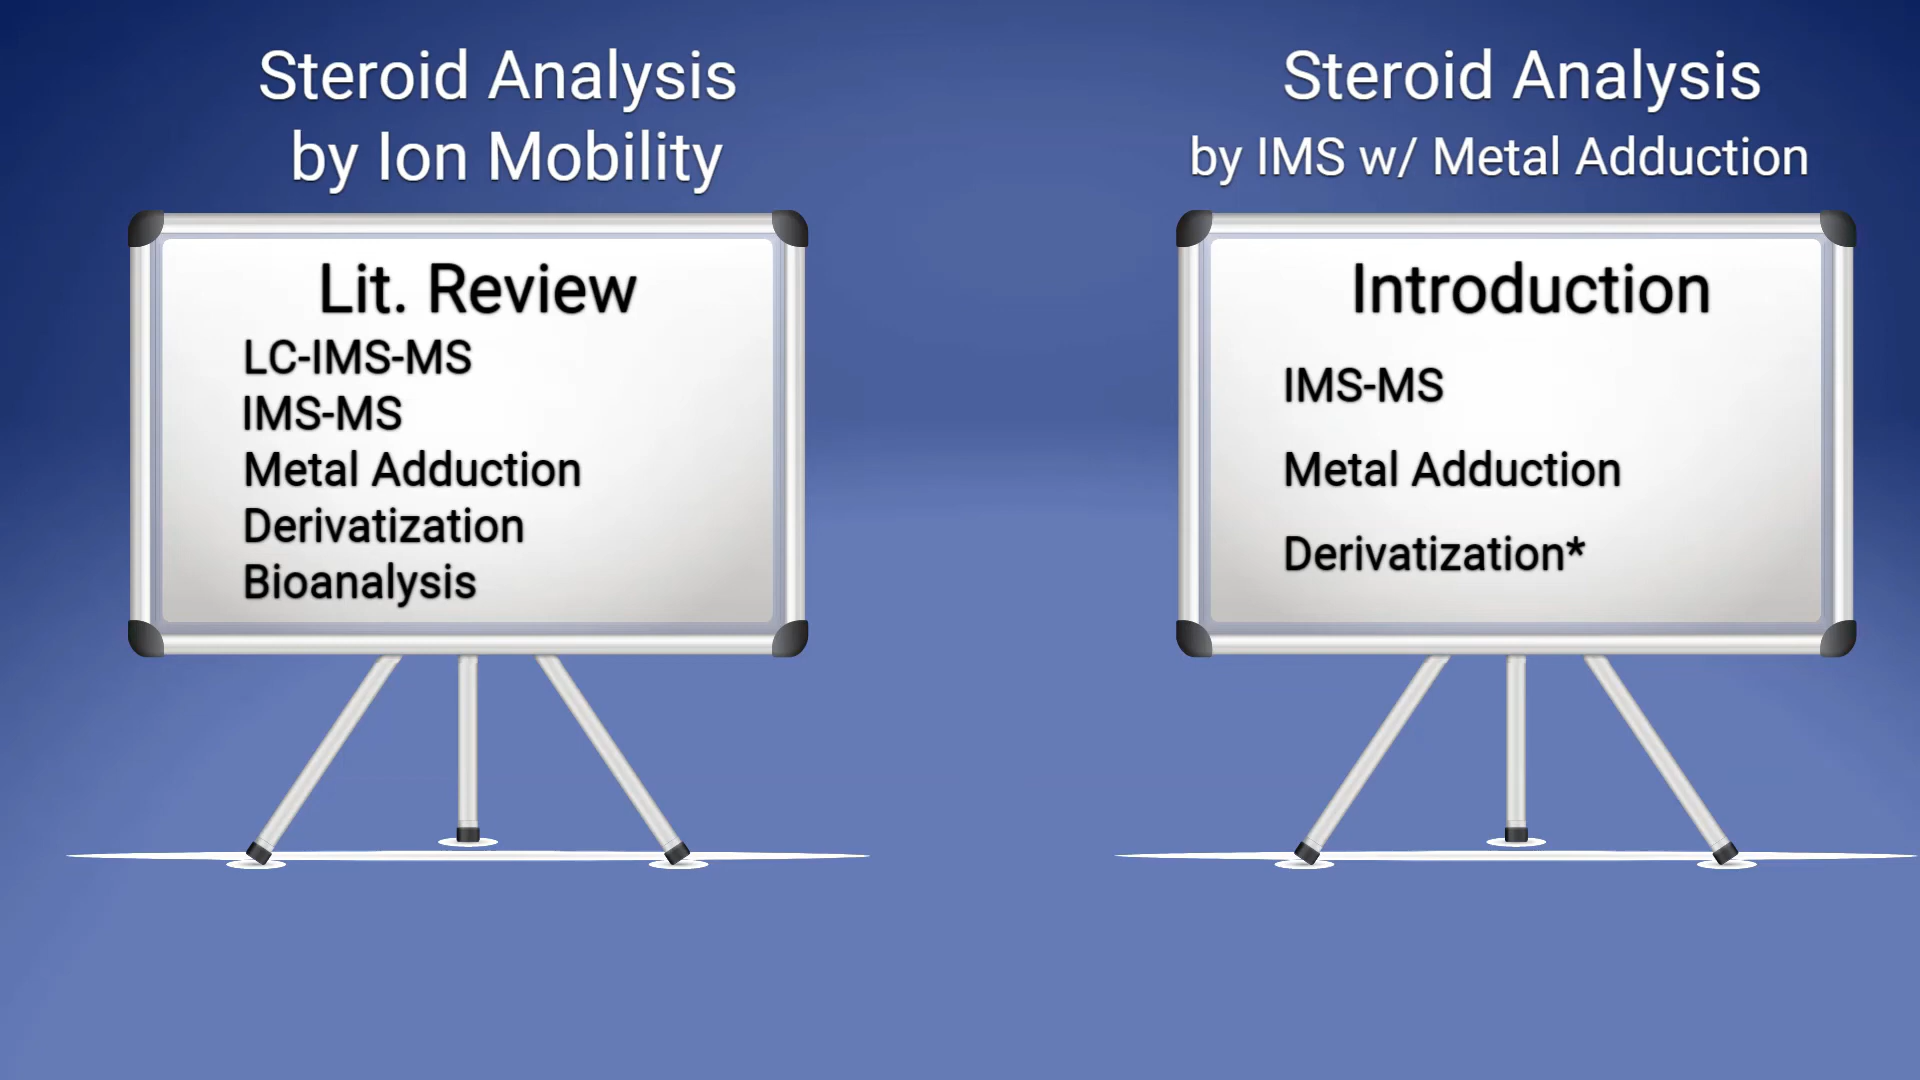 Steroid Analysis
by Ion Mobility
Lit. Review
LC-IMS-MS
IMS-MS
Metal Adduction
Derivatization
Bioanalysis
Steroid Analysis
by IMS w/ Metal Adduction
Introduction
IMS-MS
Metal Adduction
Derivatization*